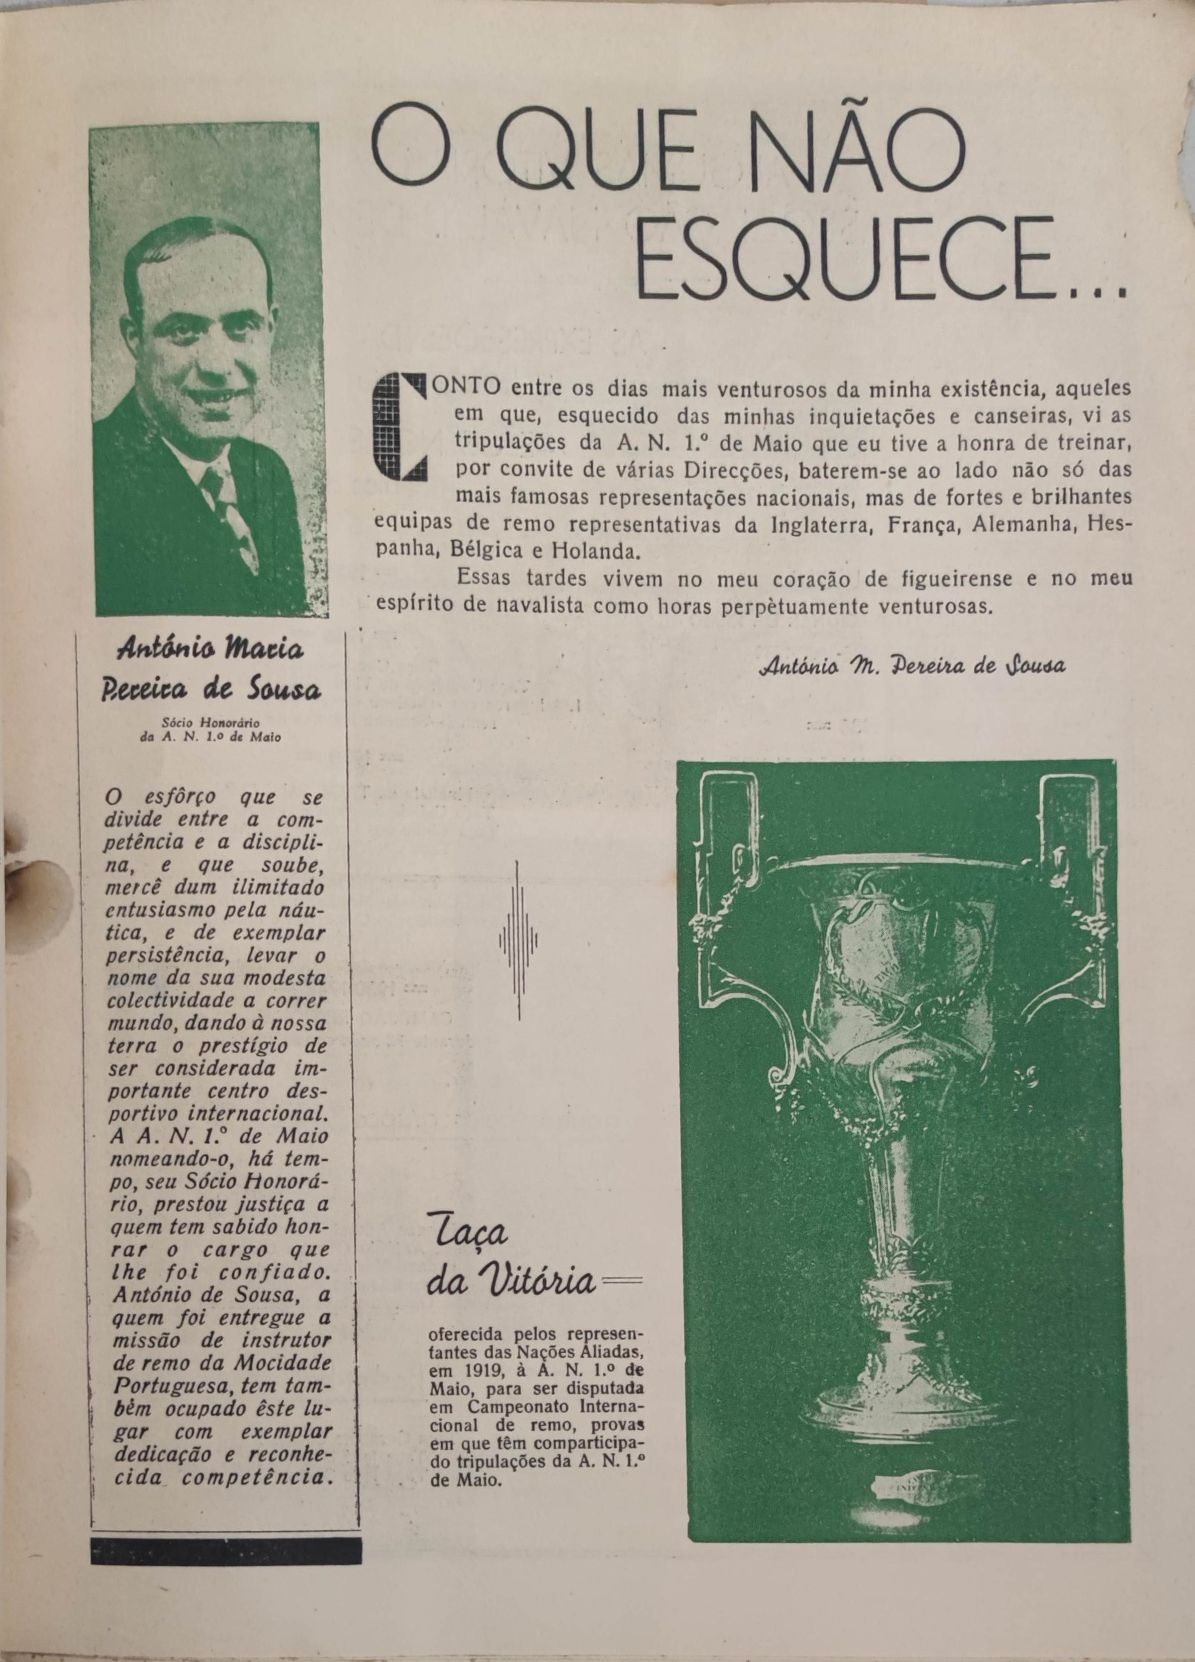 O QUE NÃO
ESQUECE...
CONTO entre os dias mais venturosos da minha existência, aqueles
em que, esquecido das minhas inquietações e canseiras, vi as
tripulações da A. N. 1.º de Maio que eu tive a honra de treinar,
por convite de várias Direcções, baterem-se ao lado não só das
mais famosas representações nacionais, mas de fortes e brilhantes
equipas de remo representativas da Inglaterra, França, Alemanha, Hes-
panha, Bélgica e Holanda.
Essas tardes vivem no meu coração de figueirense e no meu
espírito de navalista como horas perpètuamente venturosas.
António M. Pereira de Sousa
António Maria
Pereira de Sousa
Sócio Honorário
da A. N. 1.º de Maio
O esfôrço que se
divide entre a com-
petência e a discipli-
na, e que soube,
mercê dum ilimitado
entusiasmo pela náu-
tica, e de exemplar
persistência, levar o
nome da sua modesta
colectividade a correr
mundo, dando à nossa
terra o prestígio de
ser considerada im-
portante centro des-
portivo internacional.
A A. N. 1.º de Maio
nomeando-o, há tem-
po, seu Sócio Honorá-
rio, prestou justiça a
quem tem sabido hon-
rar o cargo que
lhe foi confiado.
António de Sousa, a
quem foi entregue a
missão de instrutor
de remo da Mocidade
Portuguesa, tem tam-
bém ocupado êste lu-
gar com exemplar
dedicação e reconhe-
cida competência.
Taça
da Vitória
oferecida pelos represen-
tantes das Nações Aliadas,
em 1919, à A. N. 1.º de
Maio, para ser disputada
em Campeonato Interna-
cional de remo, provas
em que têm comparticipa-
do tripulações da A. N. 1.º
de Maio.